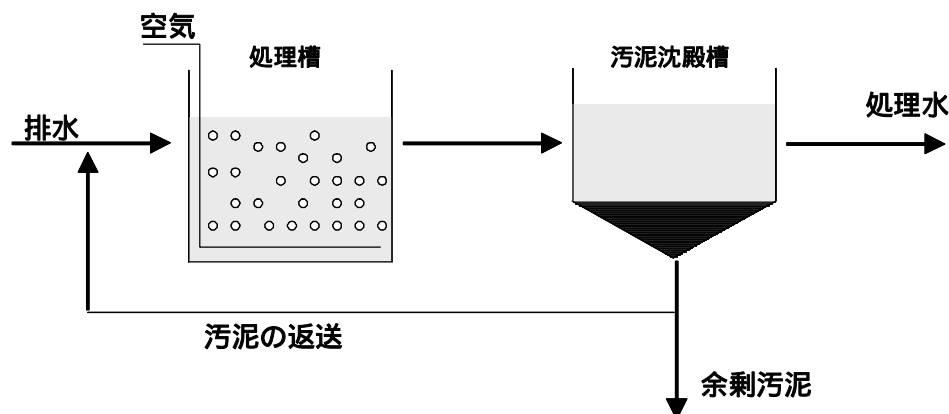 空気
処理槽
汚泥沈殿槽
処理水
排水
汚泥の返送
余剰汚泥